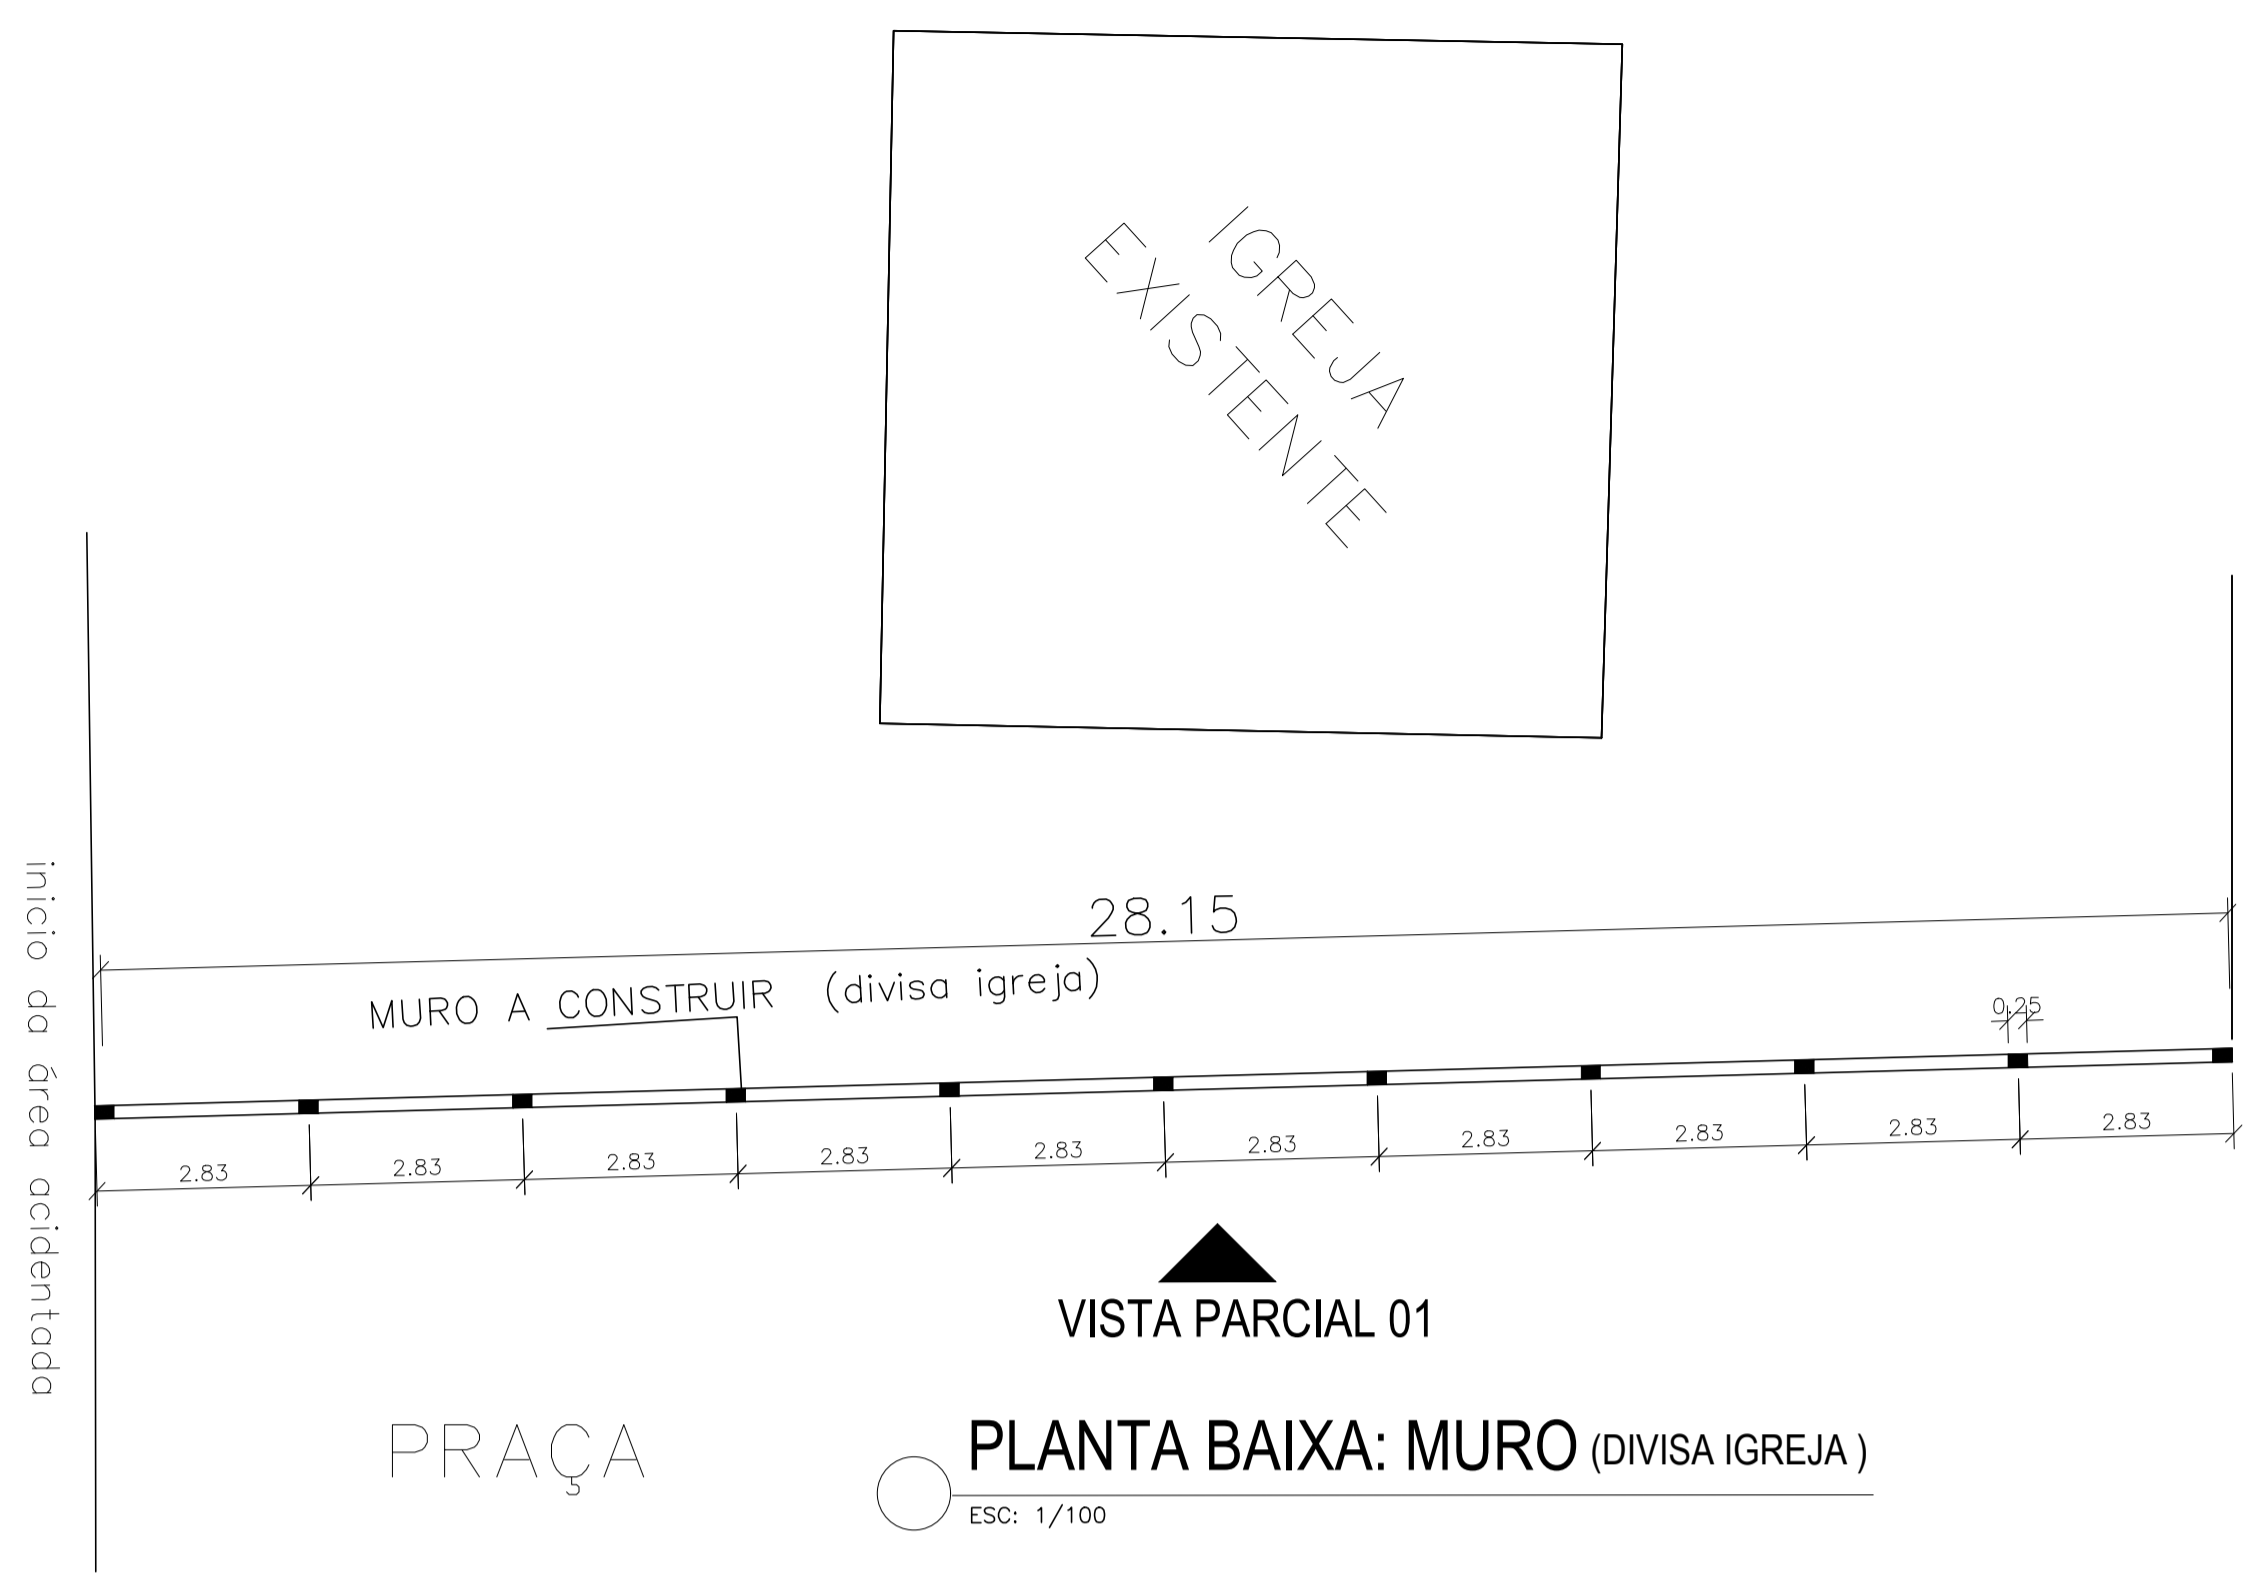 IGREJA
EXISTENTE
28.15
MURO A CONSTRUIR (divisa igreja)
0.25
2.83
2.83
2.83
2.83
2.83
2.83
2.83
2.83
2.83
2.83
inicio da área acidentada
VISTA PARCIAL 01
PRAÇA
PLANTA BAIXA: MURO (DIVISA IGREJA )
ESC: 1/100